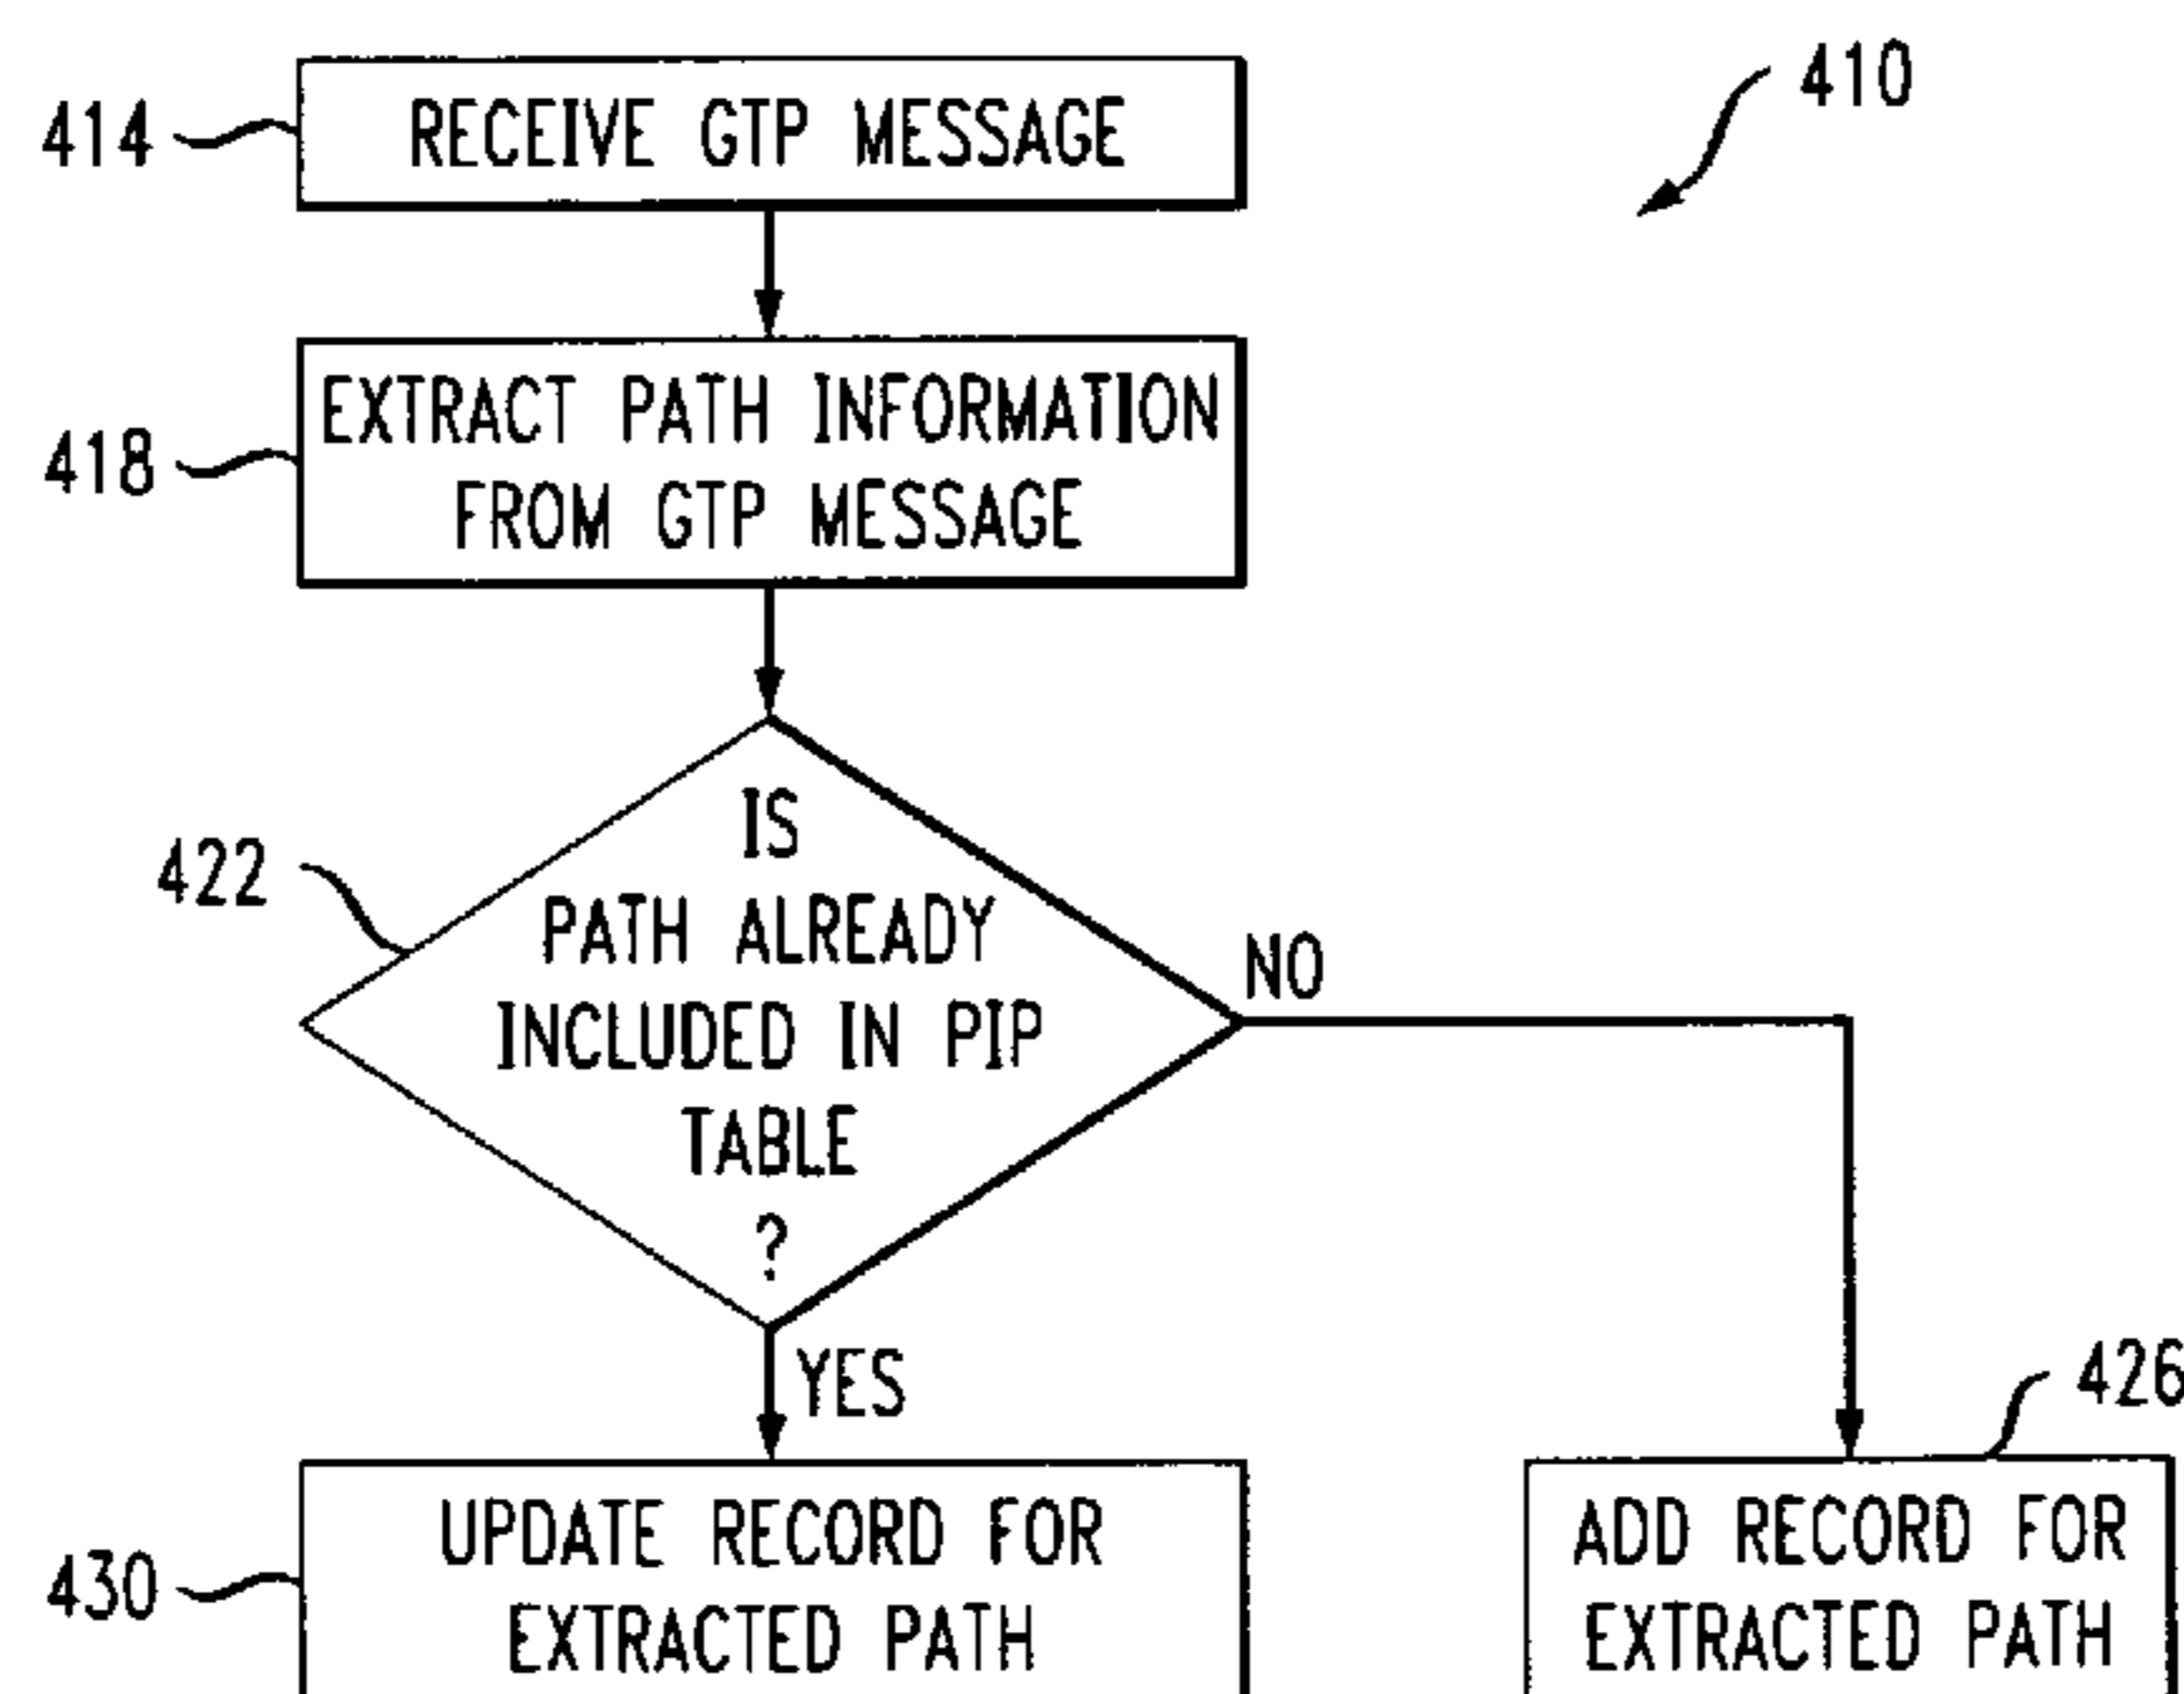 410
414
RECEIVE GTP MESSAGE
418
EXTRACT PATH INFORMATION
FROM GTP MESSAGE
422
IS
PATH ALREADY
INCLUDED IN PIP
TABLE
?
NO
YES
426
430
UPDATE RECORD FOR
EXTRACTED PATH
ADD RECORD FOR
EXTRACTED PATH